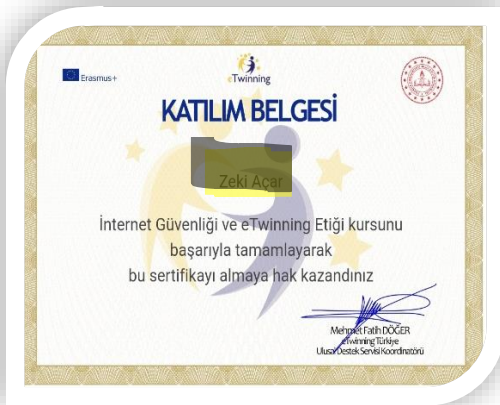 Erasmus+
eTwinning
KATILIM BELGESİ
Zeki Açar
İnternet Güvenliği ve eTwinning Etiği kursunu
başarıyla tamamlayarak
bu sertifikayı almaya hak kazandınız
Mehmet Fatih DÖĞER
eTwinning Türkiye
Ulusal Destek Servisi Koordinatörü